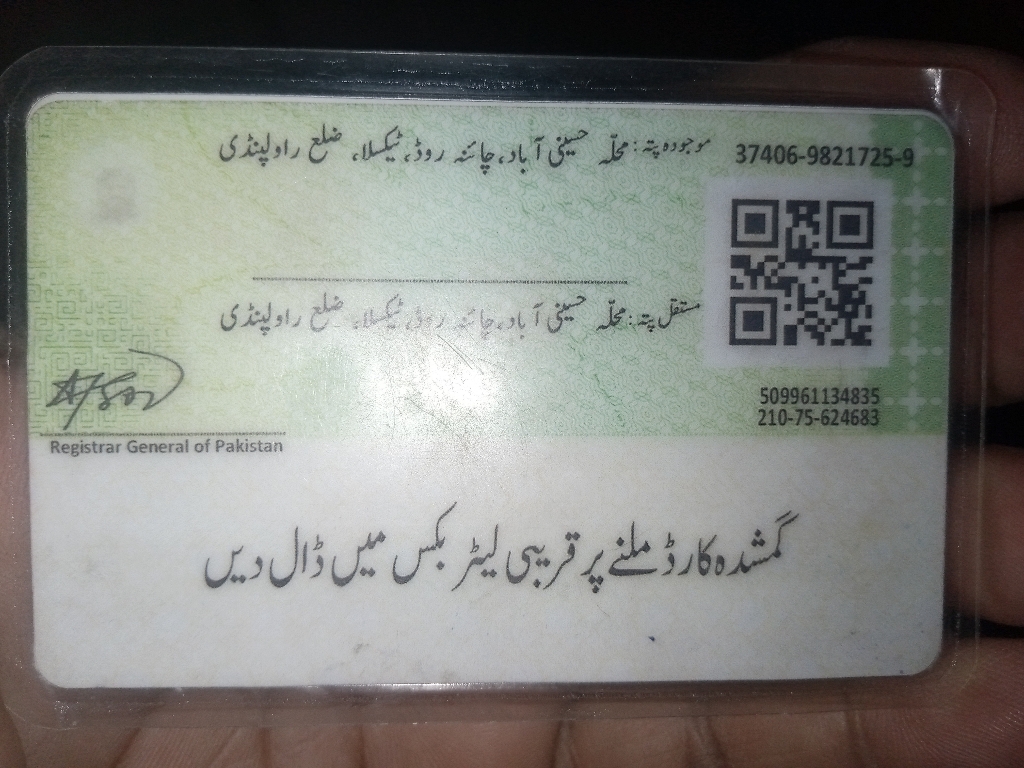 37406-9821725-9
موجودہ پتہ: محلّہ حسینی آباد، چائنہ روڈ، ٹیکسلا، ضلع راولپنڈی
مستقل پتہ: محلّہ حسینی آباد، چائنہ روڈ، ٹیکسلا، ضلع راولپنڈی
509961134835
210-75-624683
Registrar General of Pakistan
گمشدہ کارڈ ملنے پر قریبی لیٹر بکس میں ڈال دیں